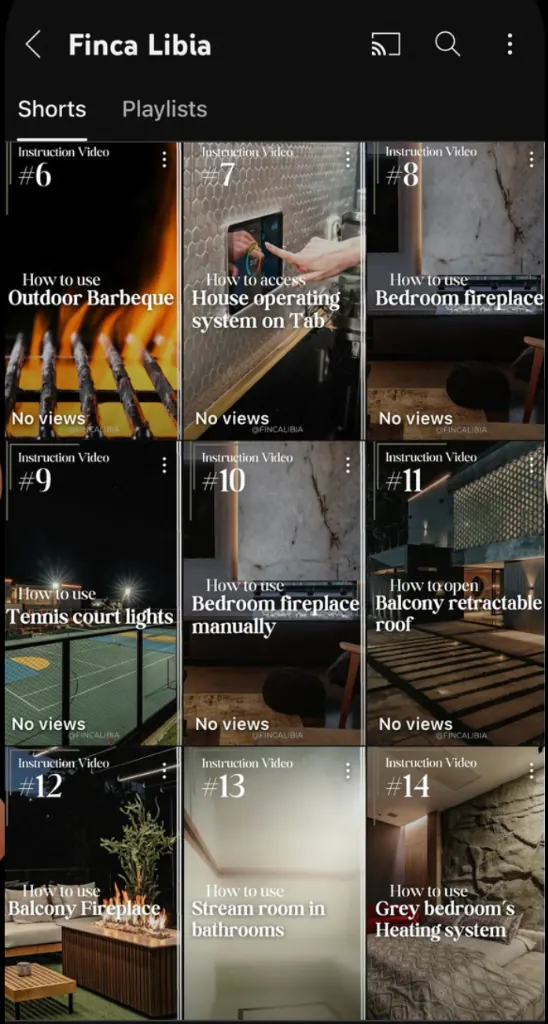 Finca Libia
Shorts
Playlists
Instruction Video
#6
How to use
Outdoor Barbeque
No views
@FINCALIBIA
Instruction Video
#7
How to access
House operating
system on Tab
No views
@FINCALIBIA
Instruction Video
#8
How to use
Bedroom fireplace
No views
Instruction Video
#9
How to use
Tennis court lights
No views
@FINCALIBIA
Instruction Video
#10
How to use
Bedroom fireplace
manually
No views
@FINCALIBIA
Instruction Video
#11
How to open
Balcony retractable
roof
No views
@FINCALIBIA
Instruction Video
#12
How to use
Balcony Fireplace
Instruction Video
#13
How to use
Stream room in
bathrooms
Instruction Video
#14
How to use
Grey bedroom's
Heating system